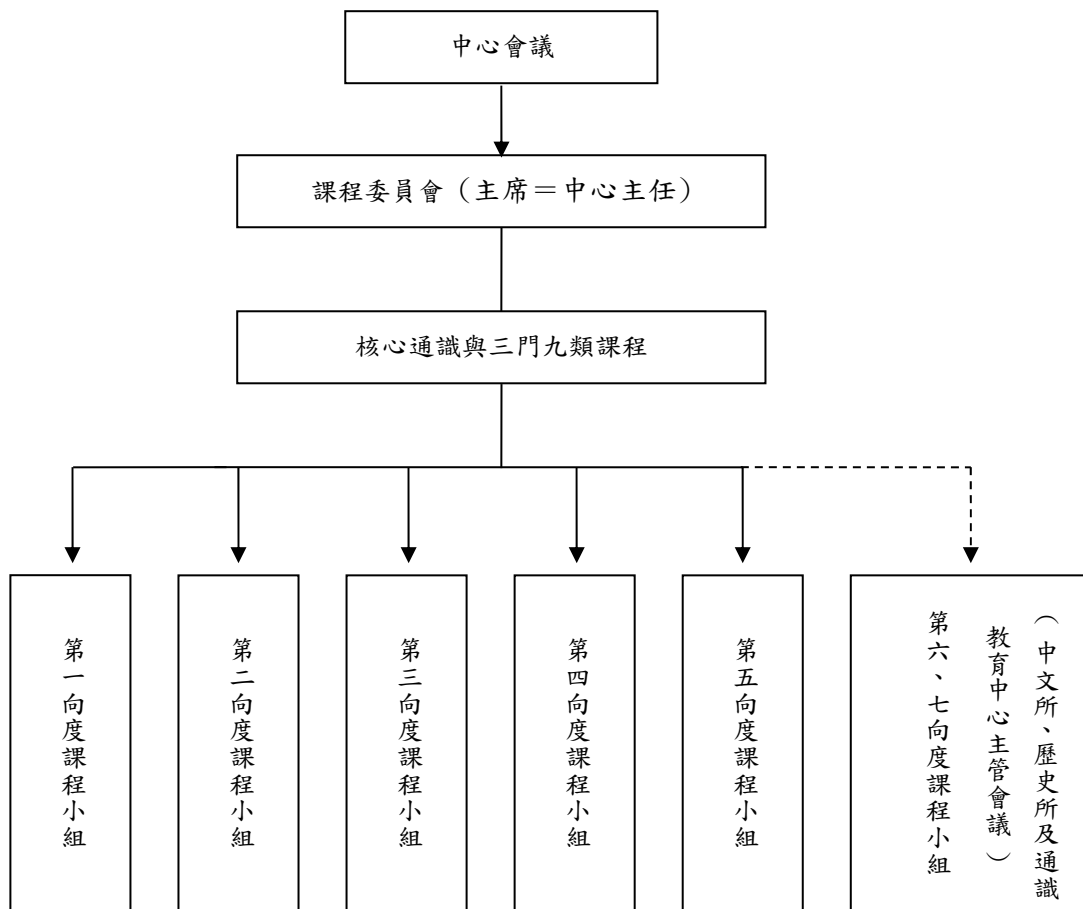 中心會議
課程委員會（主席＝中心主任）
核心通識與三門九類課程
第一向度課程小組
第二向度課程小組
第三向度課程小組
第四向度課程小組
第五向度課程小組
（中文所、歷史所及通識
教育中心主管會議）
第六、七向度課程小組